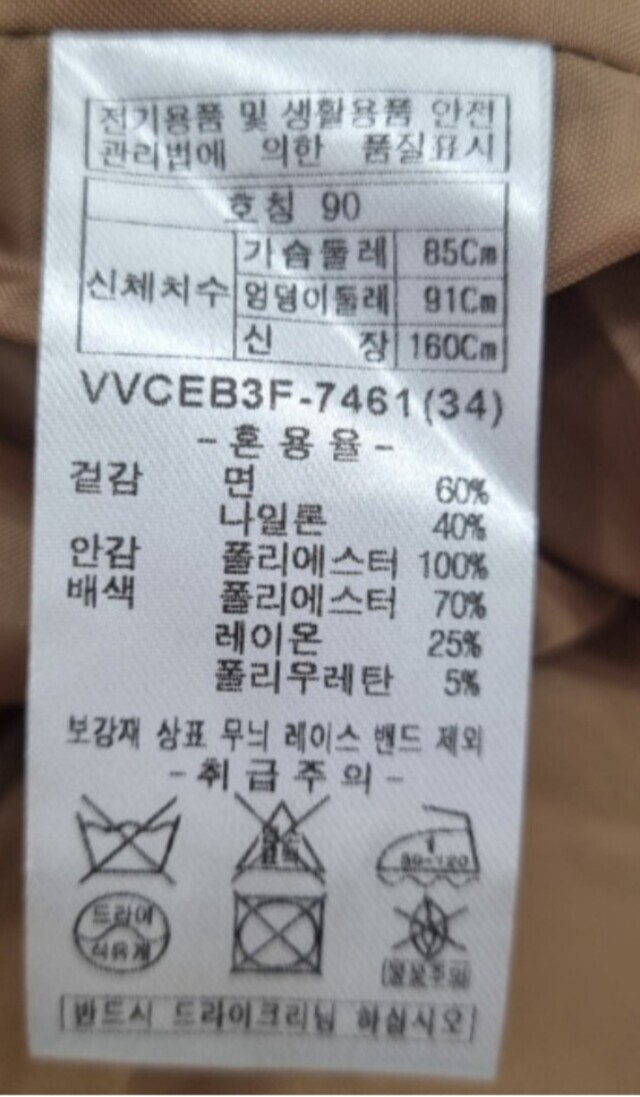 전기용품 및 생활용품 안전
관리법에 의한 품질표시
호칭 90
신체치수
가슴둘레 85Cm
엉덩이둘레 91Cm
신 장 160Cm
VVCEB3F-7461(34)
-혼용율-
겉감 면 60%
나일론 40%
안감 폴리에스터 100%
배색 폴리에스터 70%
레이온 25%
폴리우레탄 5%
보강재 상표 무늬 레이스 밴드 제외
-취급주의-
1
80~120
드라이
석유계
반드시 드라이크리닝 하십시오